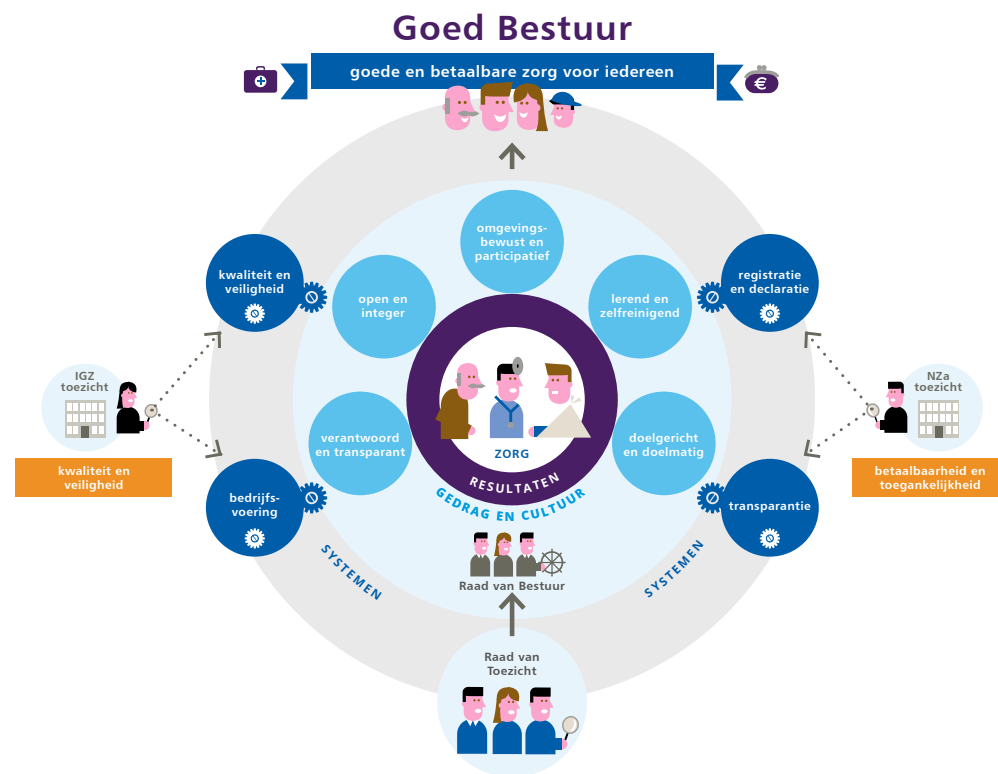 Goed Bestuur
goede en betaalbare zorg voor iedereen
€
omgevings-
bewust en
participatief
kwaliteit en
veiligheid
open en
integer
lerend en
zelfreinigend
registratie
en declaratie
IGZ
toezicht
NZa
toezicht
verantwoord
en transparant
ZORG
doelgericht
en doelmatig
kwaliteit en
veiligheid
betaalbaarheid en
toegankelijkheid
RESULTATEN
GEDRAG EN CULTUUR
bedrijfs-
voering
transparantie
SYSTEMEN
SYSTEMEN
Raad van Bestuur
Raad van
Toezicht